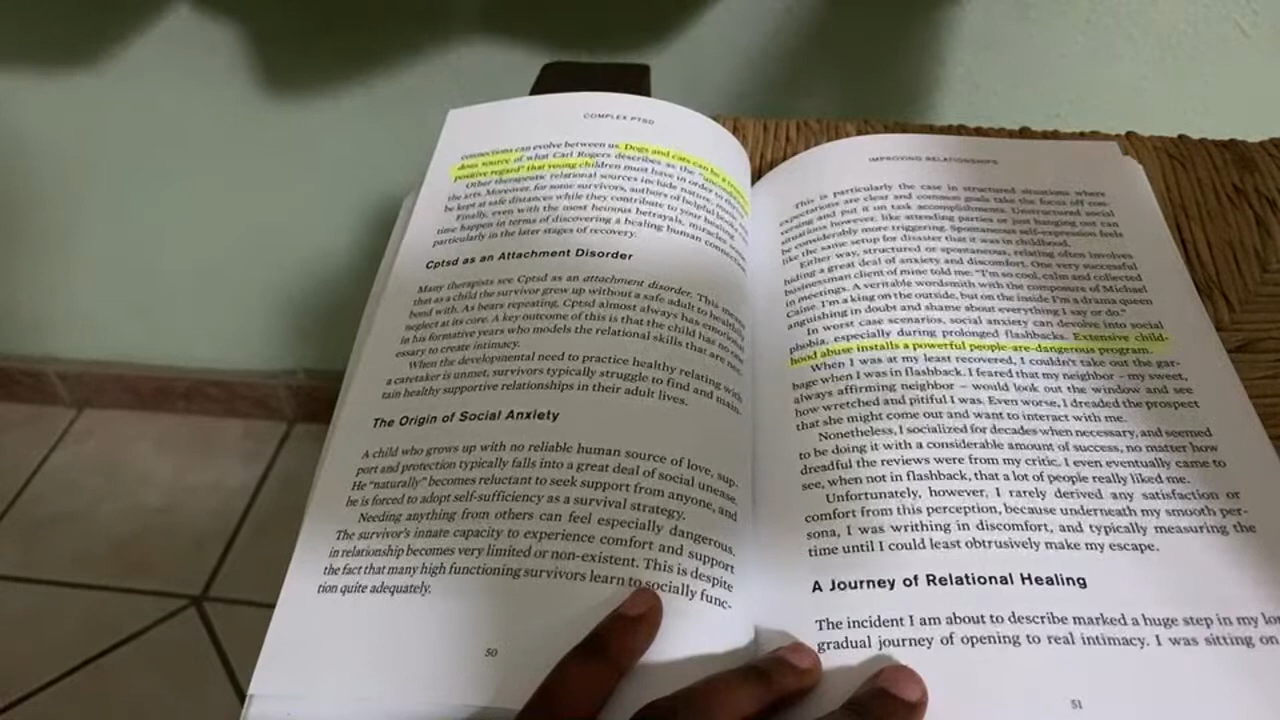 COMPLEX PTSD
connections can evolve between us. Dogs and cats can be a
dous source of what Carl Rogers describes as the
positive regard" that young children must have in order to
Other therapeutic relational sources include nature,
the arts. Moreover, for some survivors, authors of helpful books
be kept at safe distances while they contribute to your healing.
Finally, even with the most heinous betrayals, miracles
time happen in terms of discovering a healing human connection
particularly in the later stages of recovery.
Cptsd as an Attachment Disorder
Many therapists see Cptsd as an attachment disorder. This means
that as a child the survivor grew up without a safe adult to healthily
bond with. As bears repeating, Cptsd almost always has emotional
neglect at its core. A key outcome of this is that the child has no one
in his formative years who models the relational skills that are nec-
essary to create intimacy.
When the developmental need to practice healthy relating with
a caretaker is unmet, survivors typically struggle to find and main-
tain healthy supportive relationships in their adult lives.
The Origin of Social Anxiety
A child who grows up with no reliable human source of love, sup-
port and protection typically falls into a great deal of social unease.
He "naturally" becomes reluctant to seek support from anyone, and
he is forced to adopt self-sufficiency as a survival strategy.
Needing anything from others can feel especially dangerous.
The survivor's innate capacity to experience comfort and support
in relationship becomes very limited or non-existent. This is despite
the fact that many high functioning survivors learn to socially func-
tion quite adequately.
50
IMPROVING RELATIONSHIPS
This is particularly the case in structured situations where
expectations are clear and common goals take the focus off con-
versing and put it on task accomplishments. Unstructured social
situations however, like attending parties or just hanging out can
be considerably more triggering. Spontaneous self-expression feels
like the same setup for disaster that it was in childhood.
Either way, structured or spontaneous, relating often involves
hiding a great deal of anxiety and discomfort. One very successful
businessman client of mine told me: "I'm so cool, calm and collected
in meetings. A veritable wordsmith with the composure of Michael
Caine. I'm a king on the outside, but on the inside I'm a drama queen
anguishing in doubt and shame about everything I say or do."
In worst case scenarios, social anxiety can devolve into social
phobia, especially during prolonged flashbacks. Extensive child-
hood abuse installs a powerful people-are-dangerous program.
When I was at my least recovered, I couldn't take out the gar-
bage when I was in flashback. I feared that my neighbor – my sweet,
always affirming neighbor – would look out the window and see
how wretched and pitiful I was. Even worse, I dreaded the prospect
that she might come out and want to interact with me.
Nonetheless, I socialized for decades when necessary, and seemed
to be doing it with a considerable amount of success, no matter how
dreadful the reviews were from my critic. I even eventually came to
see, when not in flashback, that a lot of people really liked me.
Unfortunately, however, I rarely derived any satisfaction or
comfort from this perception, because underneath my smooth per-
sona, I was writhing in discomfort, and typically measuring the
time until I could least obtrusively make my escape.
A Journey of Relational Healing
The incident I am about to describe marked a huge step in my
gradual journey of opening to real intimacy. I was sitting on
51